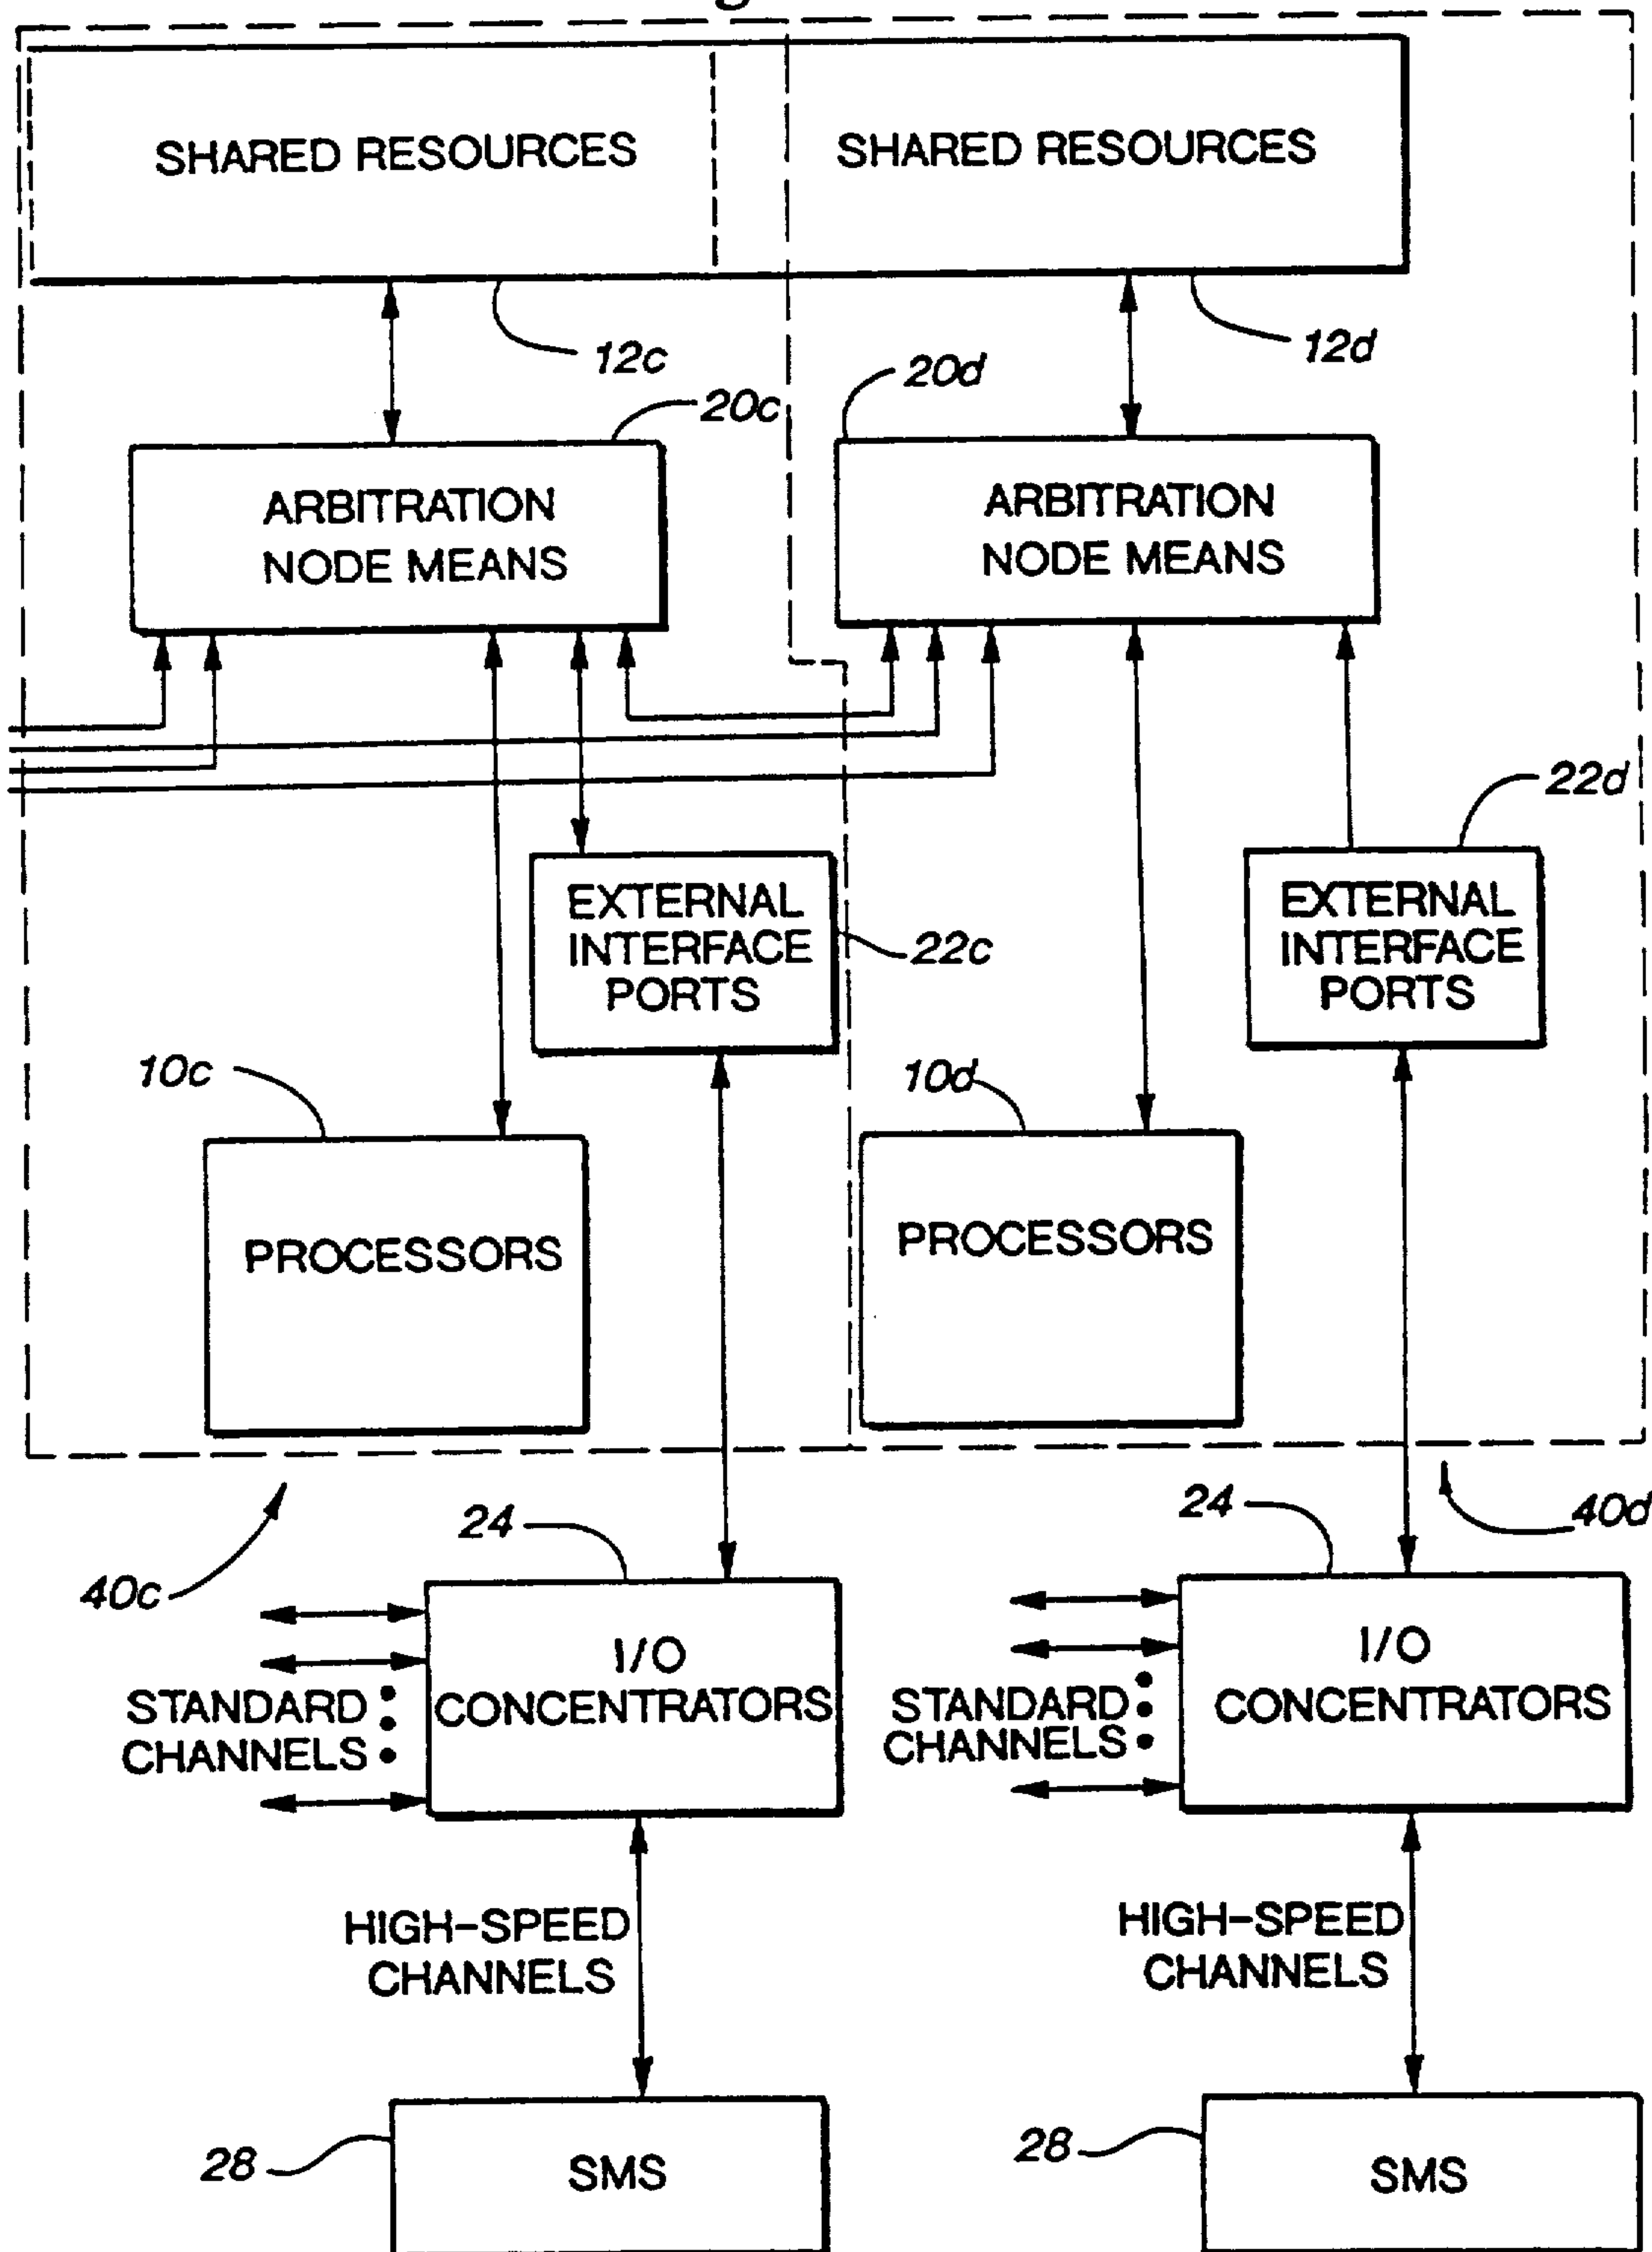 g
SHARED RESOURCES
SHARED RESOURCES
12c
12d
20c
20d
ARBITRATION
NODE MEANS
ARBITRATION
NODE MEANS
22d
EXTERNAL
INTERFACE
PORTS
22c
EXTERNAL
INTERFACE
PORTS
10c
10d
PROCESSORS
PROCESSORS
40c
40d
24
24
I/O
CONCENTRATORS
STANDARD
CHANNELS
I/O
CONCENTRATORS
STANDARD
CHANNELS
HIGH-SPEED
CHANNELS
HIGH-SPEED
CHANNELS
28
SMS
28
SMS